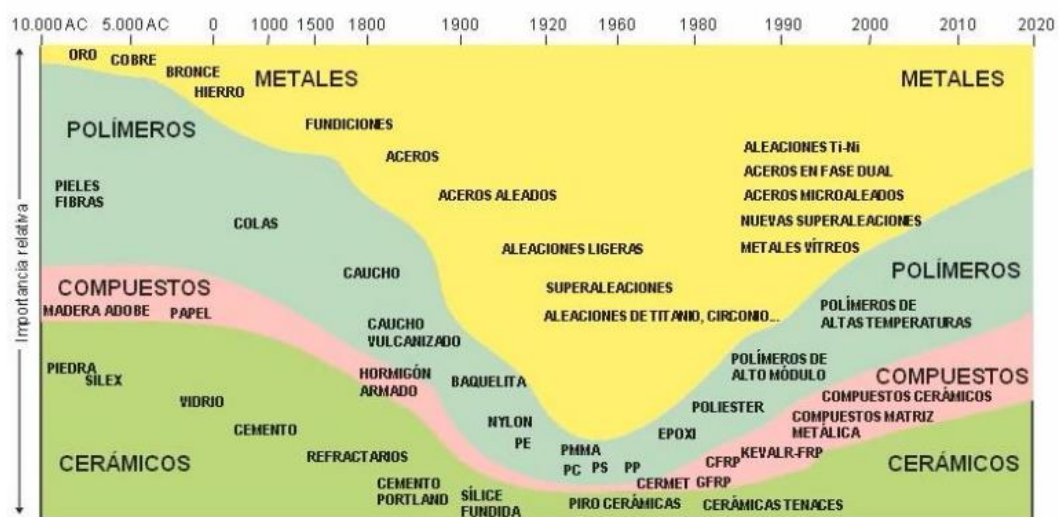 10.000 AC 5.000 AC 0 1000 1500 1800 1900 1920 1960 1980 1990 2000 2010 2020
Importancia relativa
ORO
COBRE
BRONCE
HIERRO
METALES
METALES
FUNDICIONES
ACEROS
ACEROS ALEADOS
ALEACIONES LIGERAS
SUPERALEACIONES
ALEACIONES DE TITANIO, CIRCONIO...
ALEACIONES Ti-Ni
ACEROS EN FASE DUAL
ACEROS MICROALEADOS
NUEVAS SUPERALEACIONES
METALES VÍTREOS
POLÍMEROS
PIELES
FIBRAS
COLAS
CAUCHO
CAUCHO
VULCANIZADO
BAQUELITA
NYLON
PE
PMMA
PC PS PP
EPOXI
POLIESTER
POLÍMEROS DE
ALTO MÓDULO
POLÍMEROS DE
ALTAS TEMPERATURAS
POLÍMEROS
COMPUESTOS
MADERA ADOBE PAPEL
HORMIGÓN
ARMADO
CERMET
GFRP
CFRP
KEVALR-FRP
COMPUESTOS MATRIZ
METÁLICA
COMPUESTOS CERÁMICOS
COMPUESTOS
PIEDRA
SÍLEX
VIDRIO
CEMENTO
REFRACTARIOS
CEMENTO
PORTLAND
SÍLICE
FUNDIDA
PIRO CERÁMICAS
CERÁMICAS TENACES
CERÁMICOS
CERÁMICOS